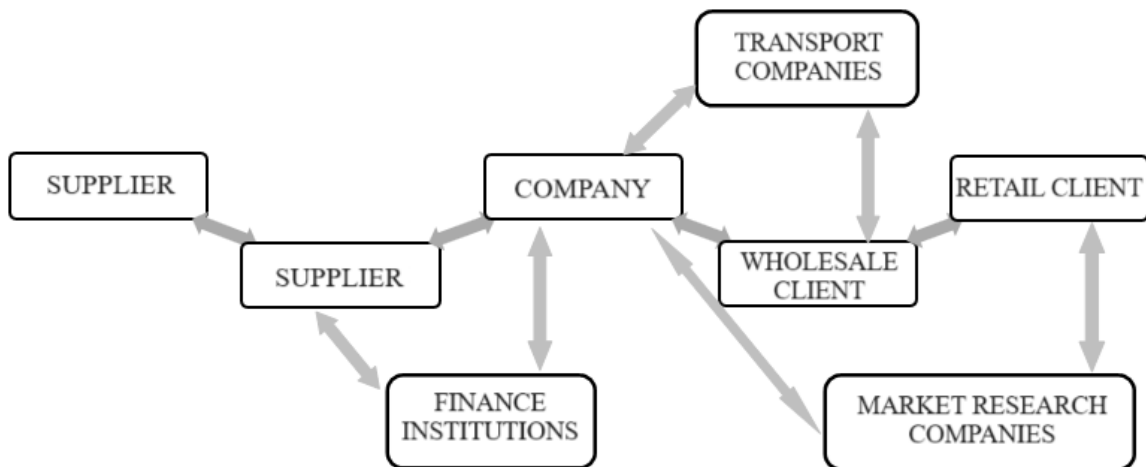 TRANSPORT
COMPANIES
SUPPLIER
COMPANY
RETAIL CLIENT
SUPPLIER
WHOLESALE
CLIENT
FINANCE
INSTITUTIONS
MARKET RESEARCH
COMPANIES